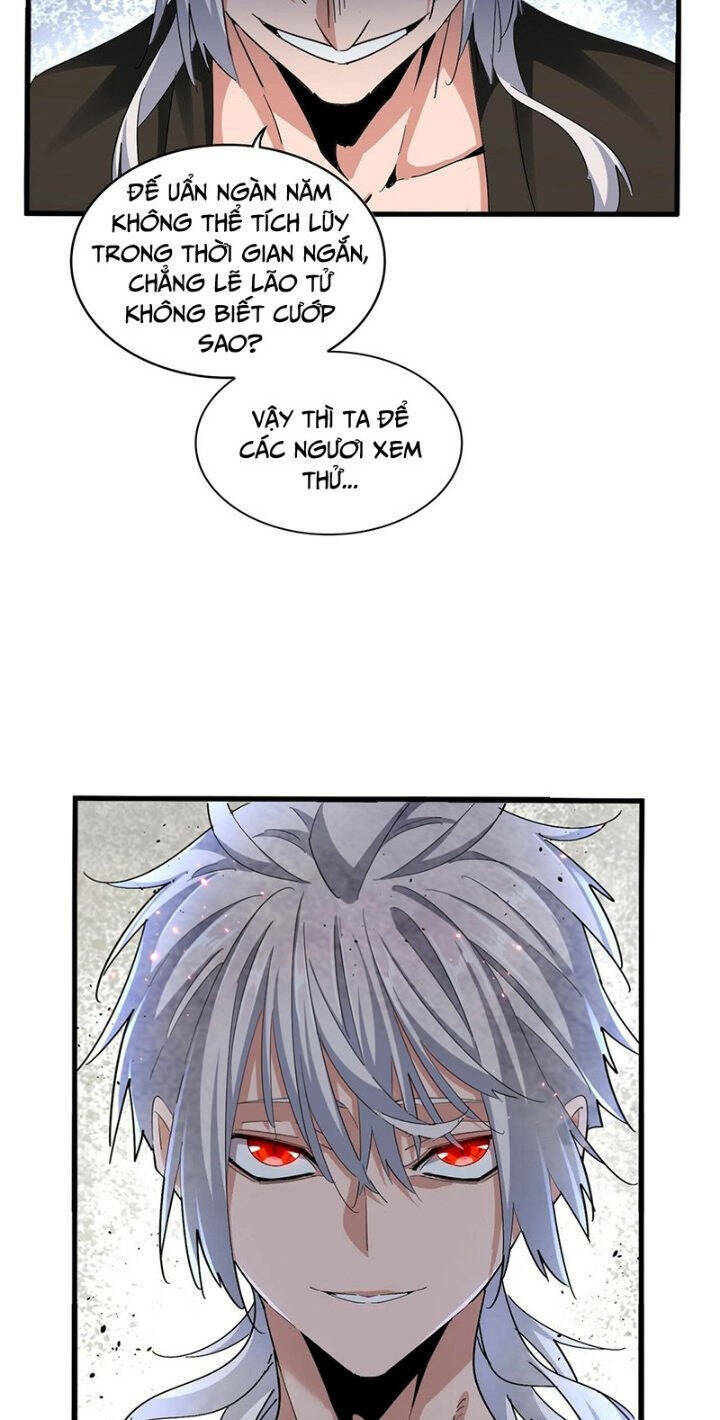 ĐẾ UẨN NGÀN NĂM
KHÔNG THỂ TÍCH LŨY
TRONG THỜI GIAN NGẮN,
CHẲNG LẼ LÃO TỬ
KHÔNG BIẾT CƯỚP
SAO?
VẬY THÌ TA ĐỂ
CÁC NGƯƠI XEM
THỬ...